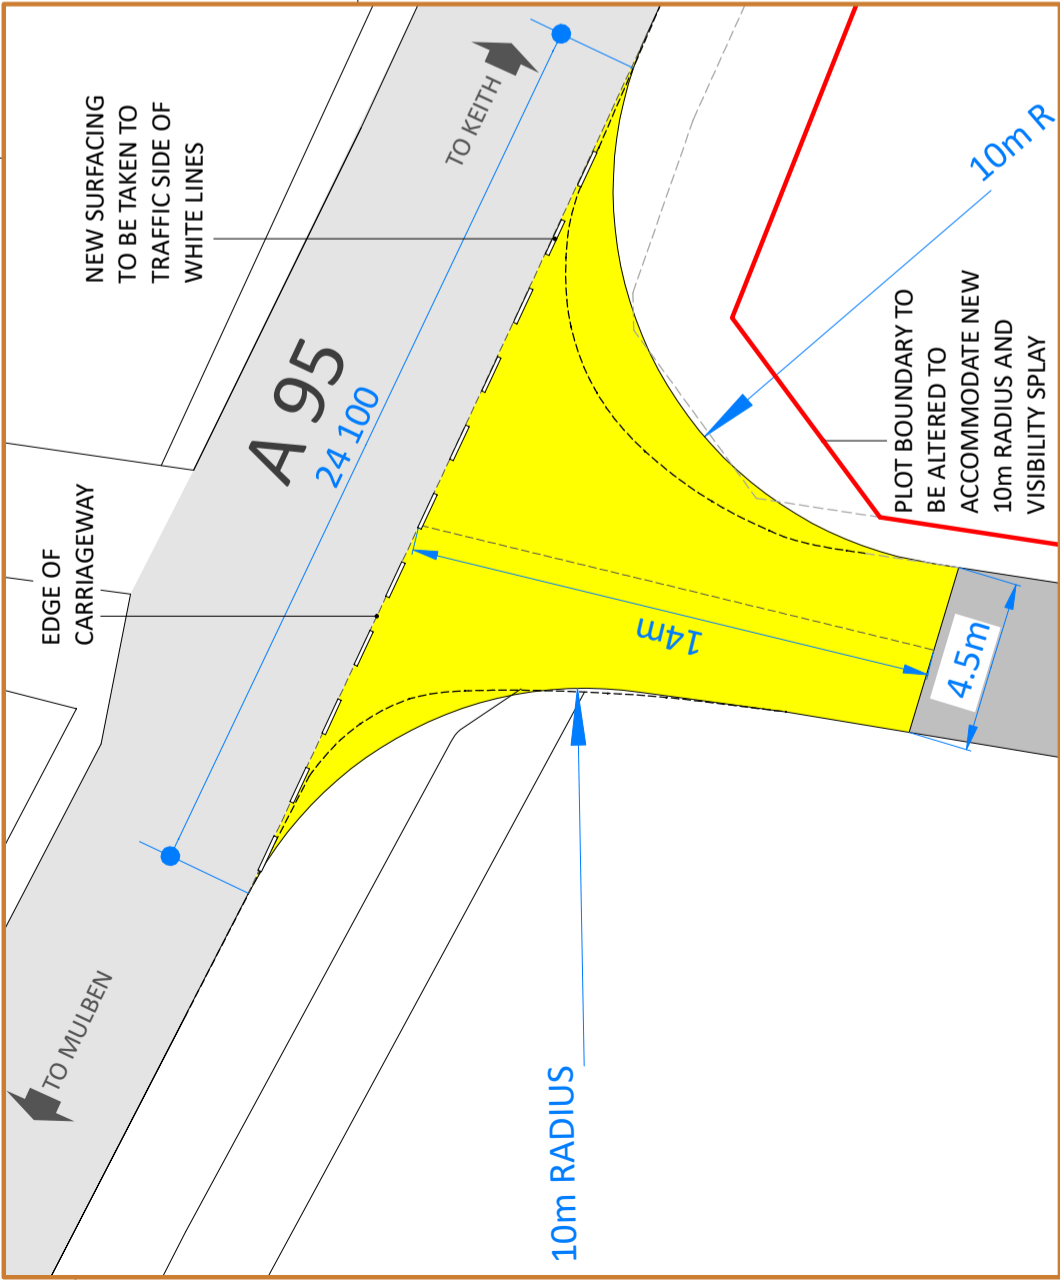 NEW SURFACING
TO BE TAKEN TO
TRAFFIC SIDE OF
WHITE LINES
TO KEITH
A 95
24 100
EDGE OF
CARRIAGEWAY
TO MULBEN
10m R
PLOT BOUNDARY TO
BE ALTERED TO
ACCOMMODATE NEW
10m RADIUS AND
VISIBILITY SPLAY
14m
4.5m
10m RADIUS